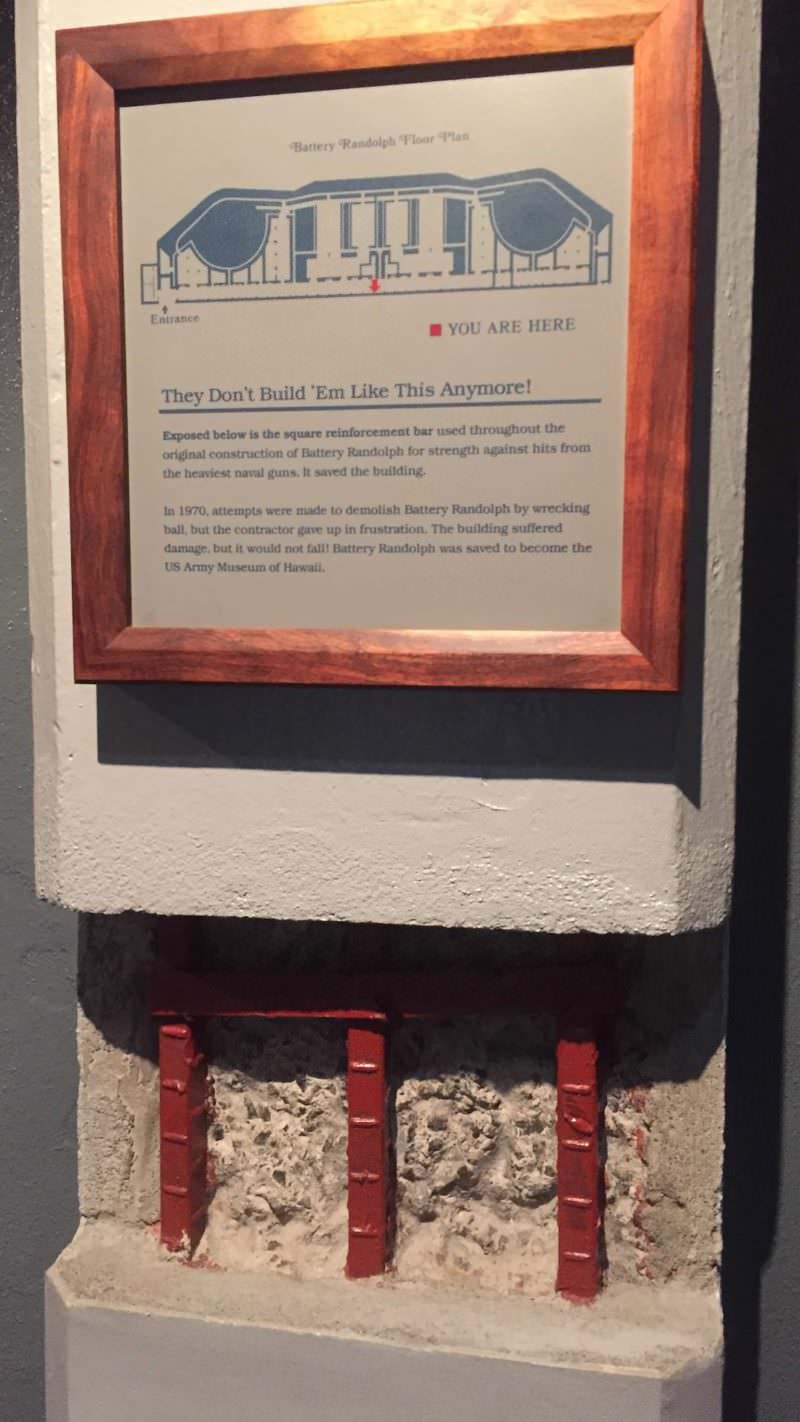 Battery Randolph Floor Plan
Entrance
YOU ARE HERE
They Don't Build 'Em Like This Anymore!
Exposed below is the square reinforcement bar used throughout the
original construction of Battery Randolph for strength against hits from
the heaviest naval guns. It saved the building.
In 1970, attempts were made to demolish Battery Randolph by wrecking
ball, but the contractor gave up in frustration. The building suffered
damage, but it would not fall! Battery Randolph was saved to become the
US Army Museum of Hawaii.